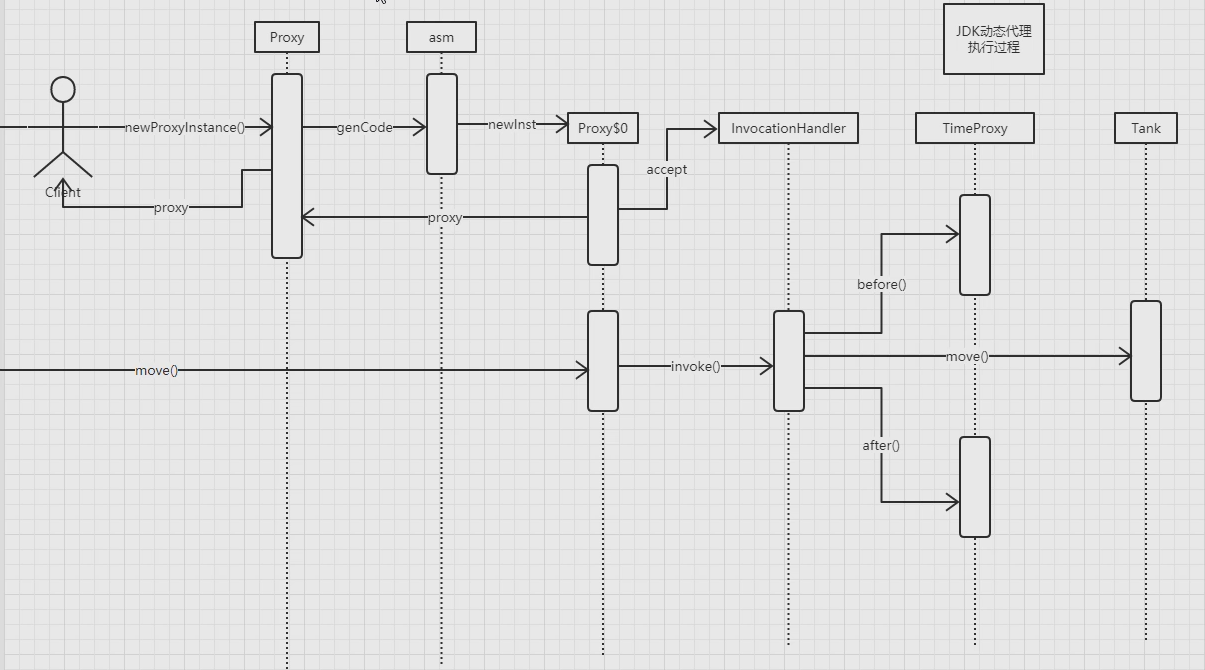 JDK动态代理
执行过程
Proxy
asm
newProxyInstance()
genCode
newInst
Proxy$0
InvocationHandler
TimeProxy
Tank
accept
Client
proxy
proxy
before()
move()
invoke()
move()
after()